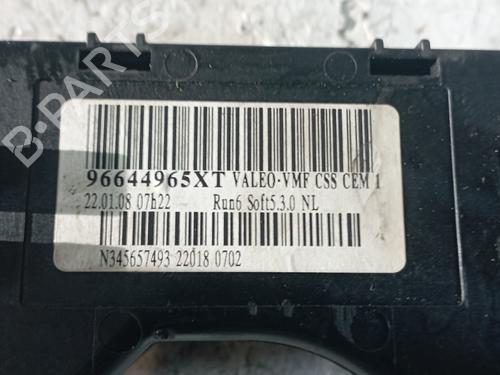 96644965XT VALEO-VMF CSS CEM 1
22.01.08 07h22 Run6 Soft5.3.0 NL
N345657493 22018 0702
B-PARTS